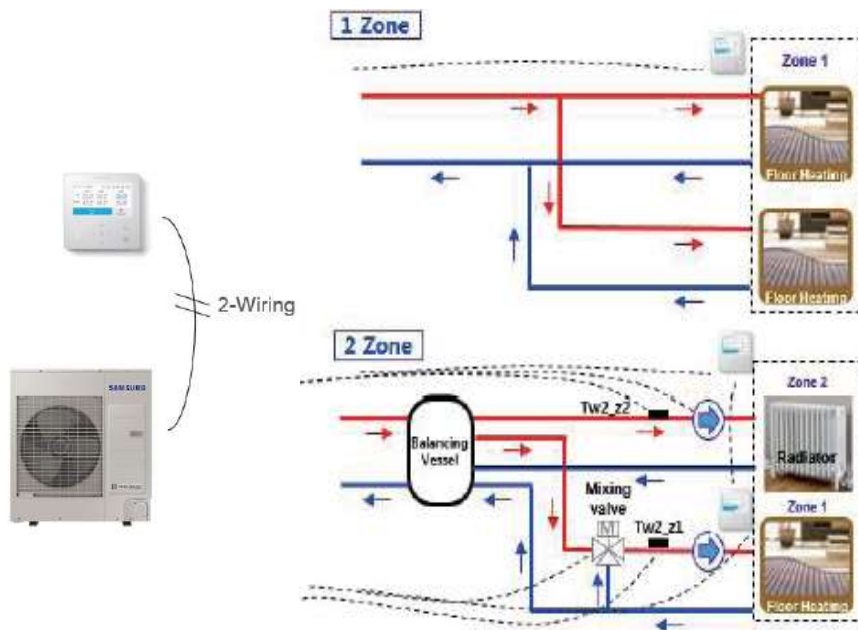 1 Zone
Zone 1
Floor Heating
Floor Heating
2-Wiring
SAMSUNG
2 Zone
Zone 2
Tw2_z2
Balancing
Vessel
Radiator
Mixing
valve
M
Tw2_z1
Zone 1
Floor Heating